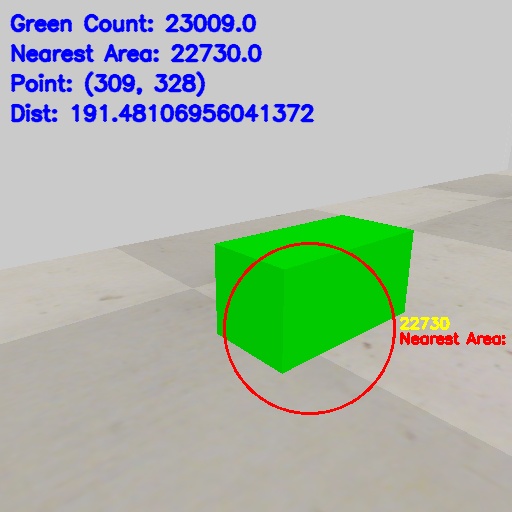 Green Count: 23009.0
Nearest Area: 22730.0
Point: (309, 328)
Dist: 191.48106956041372
22730
Nearest Area: